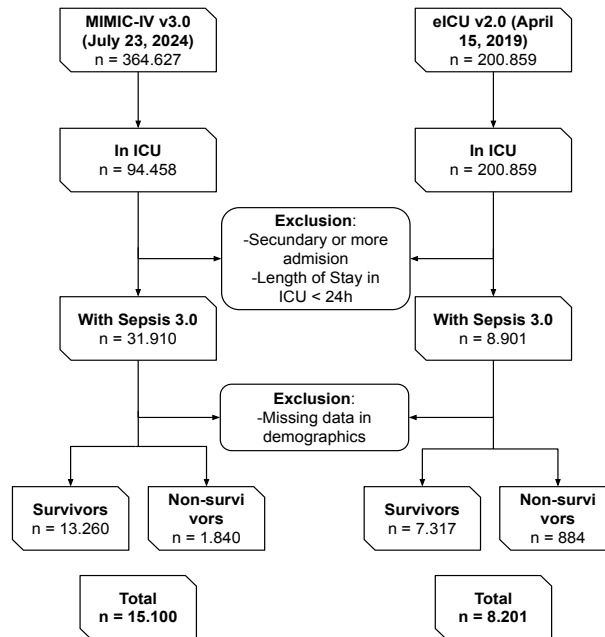 MIMIC-IV v3.0
(July 23, 2024)
n = 364.627
eICU v2.0 (April
15, 2019)
n = 200.859
In ICU
n = 94.458
In ICU
n = 200.859
Exclusion:
-Secundary or more
admision
-Length of Stay in
ICU < 24h
With Sepsis 3.0
n = 31.910
With Sepsis 3.0
n = 8.901
Exclusion:
-Missing data in
demographics
Survivors
n = 13.260
Non-survi
vors
n = 1.840
Survivors
n = 7.317
Non-survi
vors
n = 884
Total
n = 15.100
Total
n = 8.201